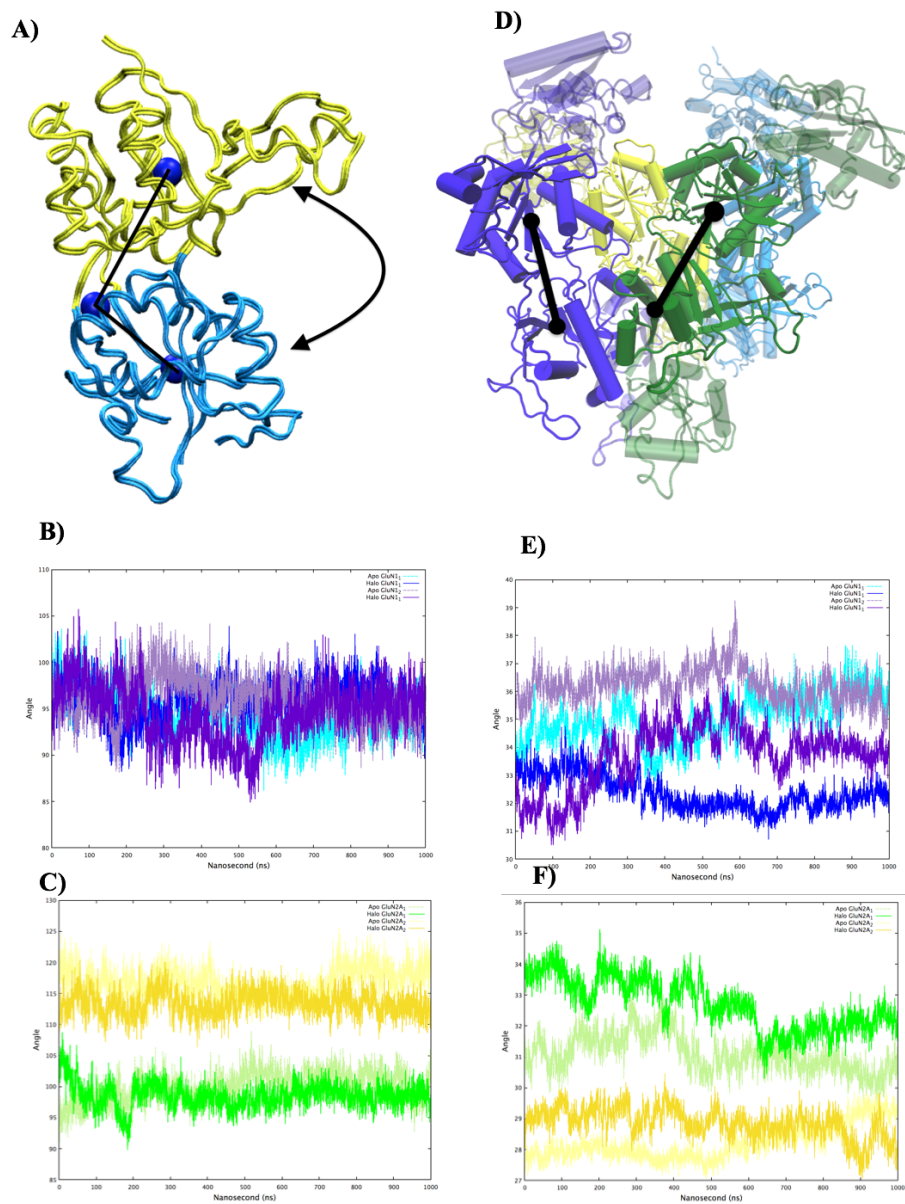 A)
D)
B)
110
105
100
95
90
85
80
Angle
0 100 200 300 400 500 600 700 800 900 1000
Nanosecond (ns)
Apo GluN1₁
Halo GluN1₁
Apo GluN1₂
Halo GluN1₁
E)
40
39
38
37
36
35
34
33
32
31
30
Angle
0 100 200 300 400 500 600 700 800 900 1000
Nanosecond (ns)
Apo GluN1₁
Halo GluN1₁
Apo GluN1₂
Halo GluN1₁
C)
130
125
120
115
110
105
100
95
90
85
Angle
0 100 200 300 400 500 600 700 800 900 1000
Nanosecond (ns)
Apo GluN2A₁
Halo GluN2A₁
Apo GluN2A₂
Halo GluN2A₂
F)
36
35
34
33
32
31
30
29
28
27
Angle
0 100 200 300 400 500 600 700 800 900 1000
Nanosecond (ns)
Apo GluN2A₁
Halo GluN2A₁
Apo GluN2A₂
Halo GluN2A₂